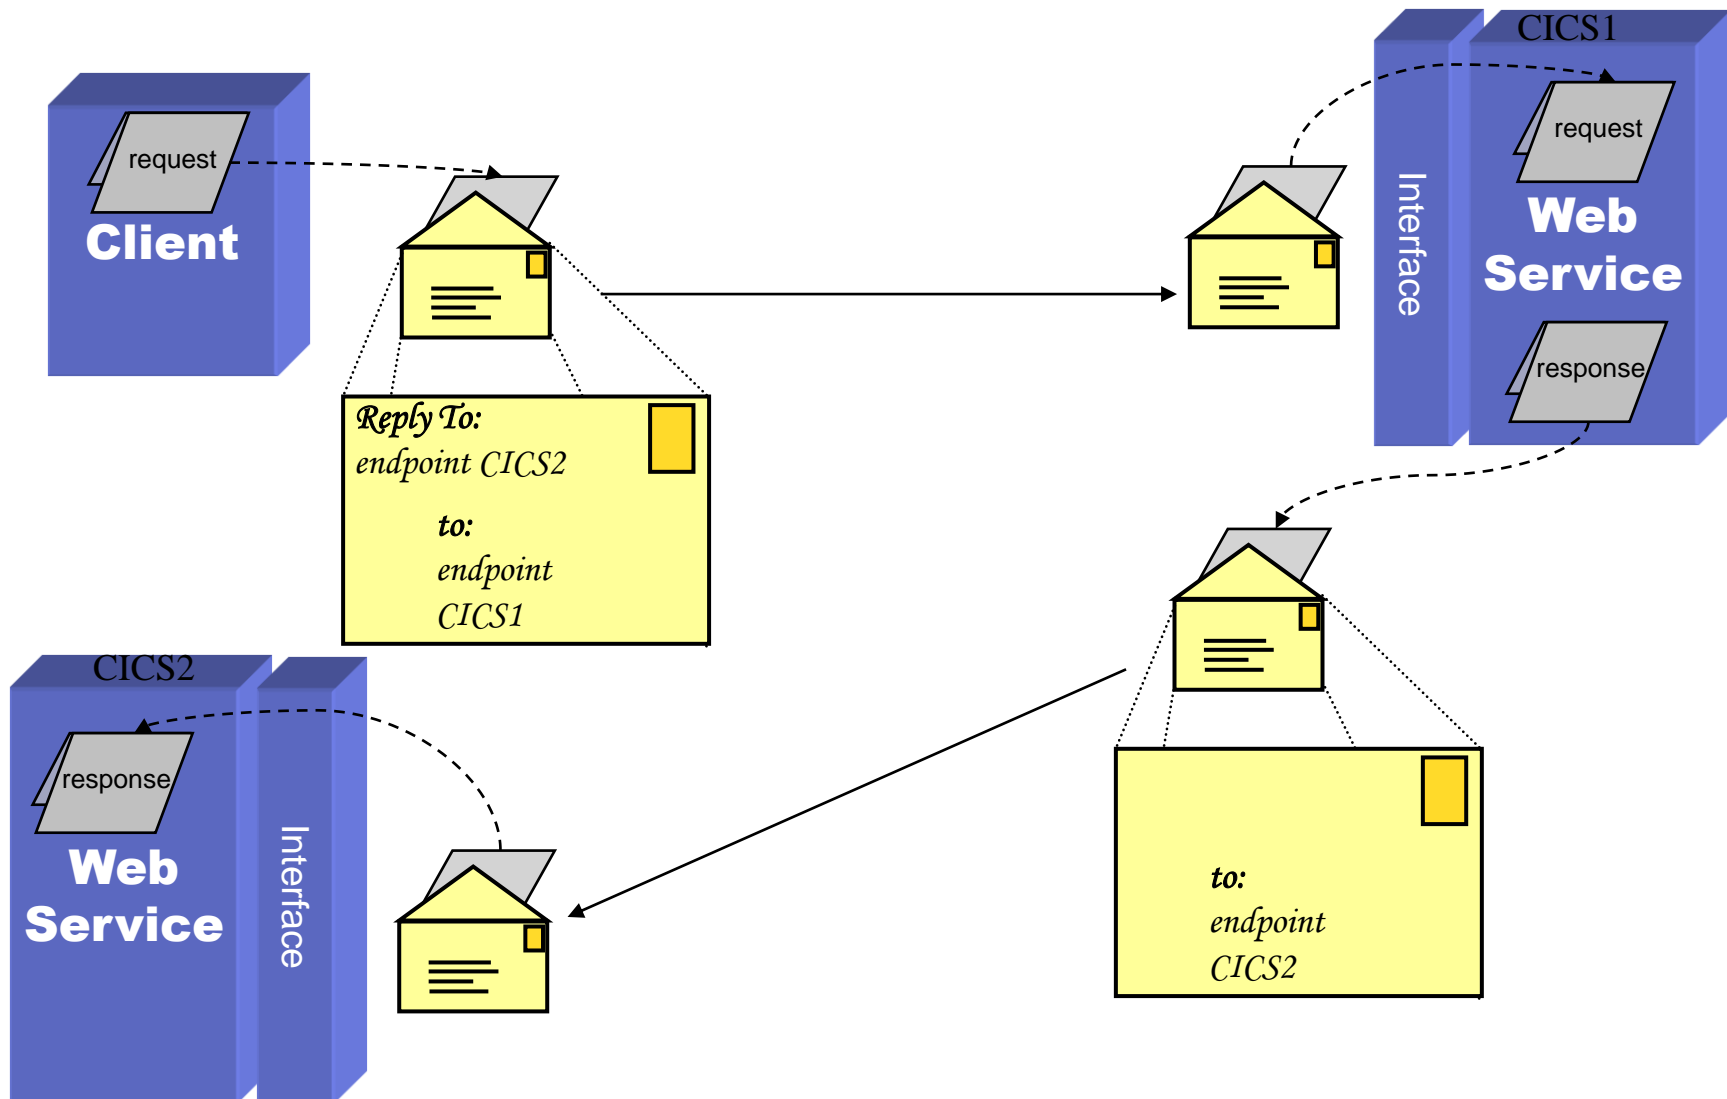 CICS1
request
request
Client
Interface
Web
Service
response
Reply To:
endpoint CICS2
to:
endpoint
CICS1
CICS2
response
Web
Service
Interface
to:
endpoint
CICS2